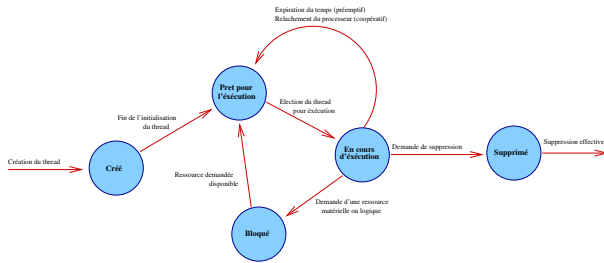 Expiration du temps (préemptif)
Relachement du processeur (coopératif)
Pret pour
l'éxécution
Fin de l'initialisation
du thread
Election du thread
pour éxécution
Création du thread
Créé
En cours
d'éxécution
Demande de suppression
Supprimé
Suppression effective
Ressource demandée
disponible
Demande d'une ressource
matérielle ou logique
Bloqué